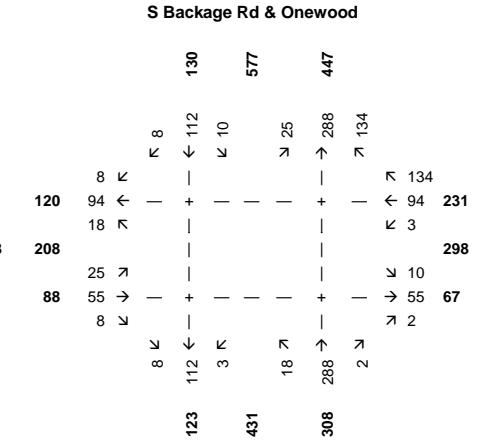 S Backage Rd & Onewood
130 577 447
8 112 10 25 288 134
↙ ↓ ↘ ↗ ↑ ↖
8 ↙ | | ↖ 134
120 94 ← — + — — — + — ← 94 231
18 ↖ | | ↙ 3
208 | | 298
25 ↗ | | ↘ 10
88 55 → — + — — — + — → 55 67
8 ↘ | | ↗ 2
↘ ↓ ↙ ↖ ↑ ↗
8 112 3 18 288 2
123 431 308